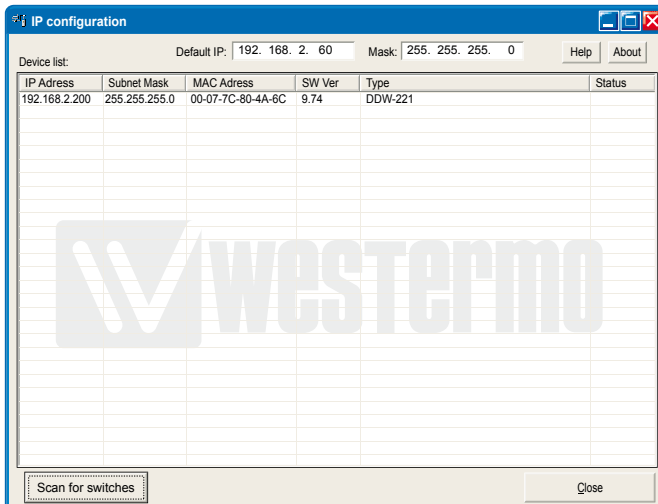 IP configuration
Device list:
Default IP: 192. 168. 2. 60 Mask: 255. 255. 255. 0 Help About
IP Adress Subnet Mask MAC Adress SW Ver Type Status
192.168.2.200 255.255.255.0 00-07-7C-80-4A-6C 9.74 DDW-221
westermo
Scan for switches Close